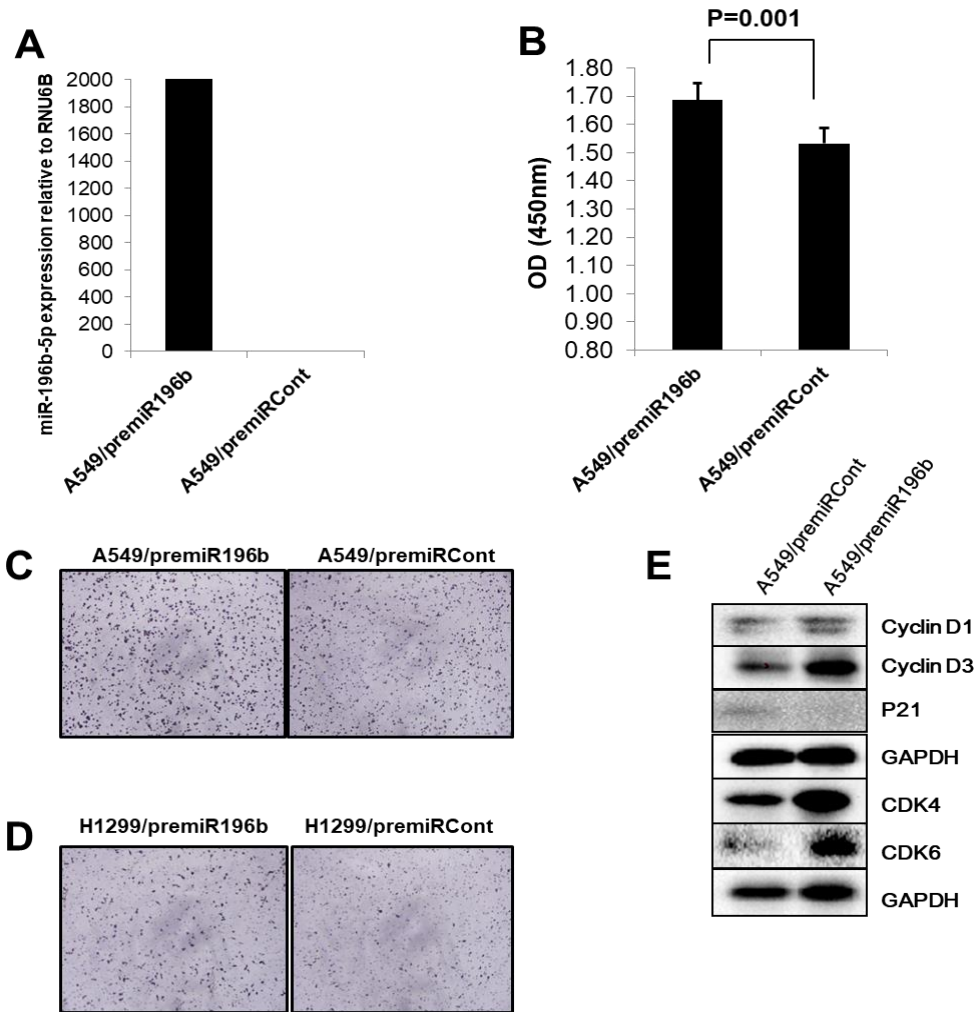 A
miR-196b-5p expression relative to RNU6B
2000
1800
1600
1400
1200
1000
800
600
400
200
0
A549/premiR196b
A549/premiRCont
B
P=0.001
OD (450nm)
1.80
1.70
1.60
1.50
1.40
1.30
1.20
1.10
1.00
0.90
0.80
A549/premiR196b
A549/premiRCont
C
A549/premiR196b
A549/premiRCont
D
H1299/premiR196b
H1299/premiRCont
E
A549/premiRCont
A549/premiR196b
Cyclin D1
Cyclin D3
P21
GAPDH
CDK4
CDK6
GAPDH